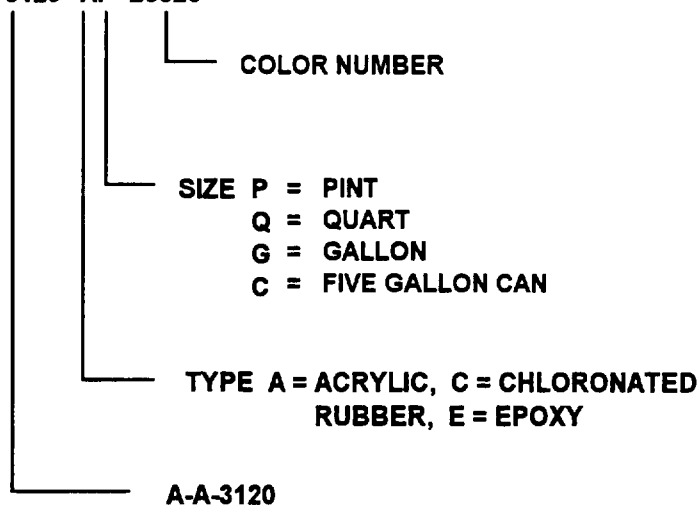 COLOR NUMBER
SIZE P = PINT
Q = QUART
G = GALLON
C = FIVE GALLON CAN
TYPE A = ACRYLIC, C = CHLORONATED
RUBBER, E = EPOXY
A-A-3120